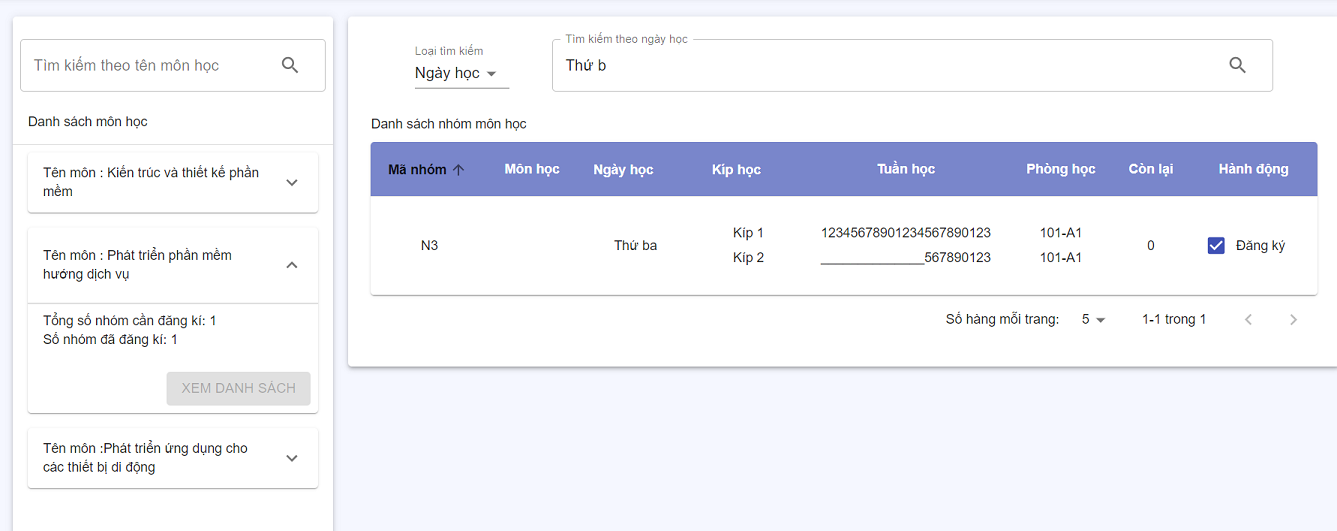 Tìm kiếm theo tên môn học
Danh sách môn học
Tên môn : Kiến trúc và thiết kế phần
mềm
Tên môn : Phát triển phần mềm
hướng dịch vụ
Tổng số nhóm cần đăng kí: 1
Số nhóm đã đăng kí: 1
XEM DANH SÁCH
Tên môn :Phát triển ứng dụng cho
các thiết bị di động
Loại tìm kiếm
Ngày học
Tìm kiếm theo ngày học
Thứ b
Danh sách nhóm môn học
Mã nhóm Môn học Ngày học Kíp học Tuần học Phòng học Còn lại Hành động
Kíp 1 12345678901234567890123 101-A1
N3 Thứ ba 0 Đăng ký
Kíp 2 ______________567890123 101-A1
Số hàng mỗi trang: 5 1-1 trong 1